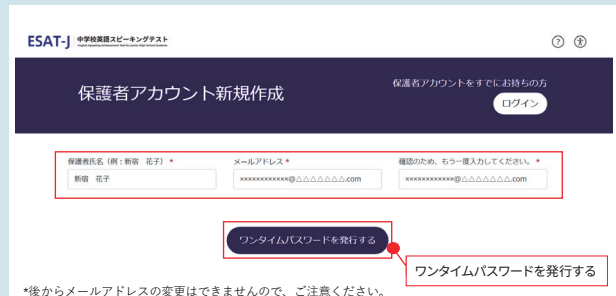 ESAT-J 中学校英語スピーキングテスト
English Speaking Achievement Test for Junior High School Students
保護者アカウント新規作成
保護者アカウントをすでにお持ちの方
ログイン
保護者氏名（例：新宿　花子） *
メールアドレス *
確認のため、もう一度入力してください。 *
新宿　花子
××××××××××××@△△△△△△△.com
××××××××××××@△△△△△△△.com
ワンタイムパスワードを発行する
ワンタイムパスワードを発行する
*後からメールアドレスの変更はできませんので、ご注意ください。